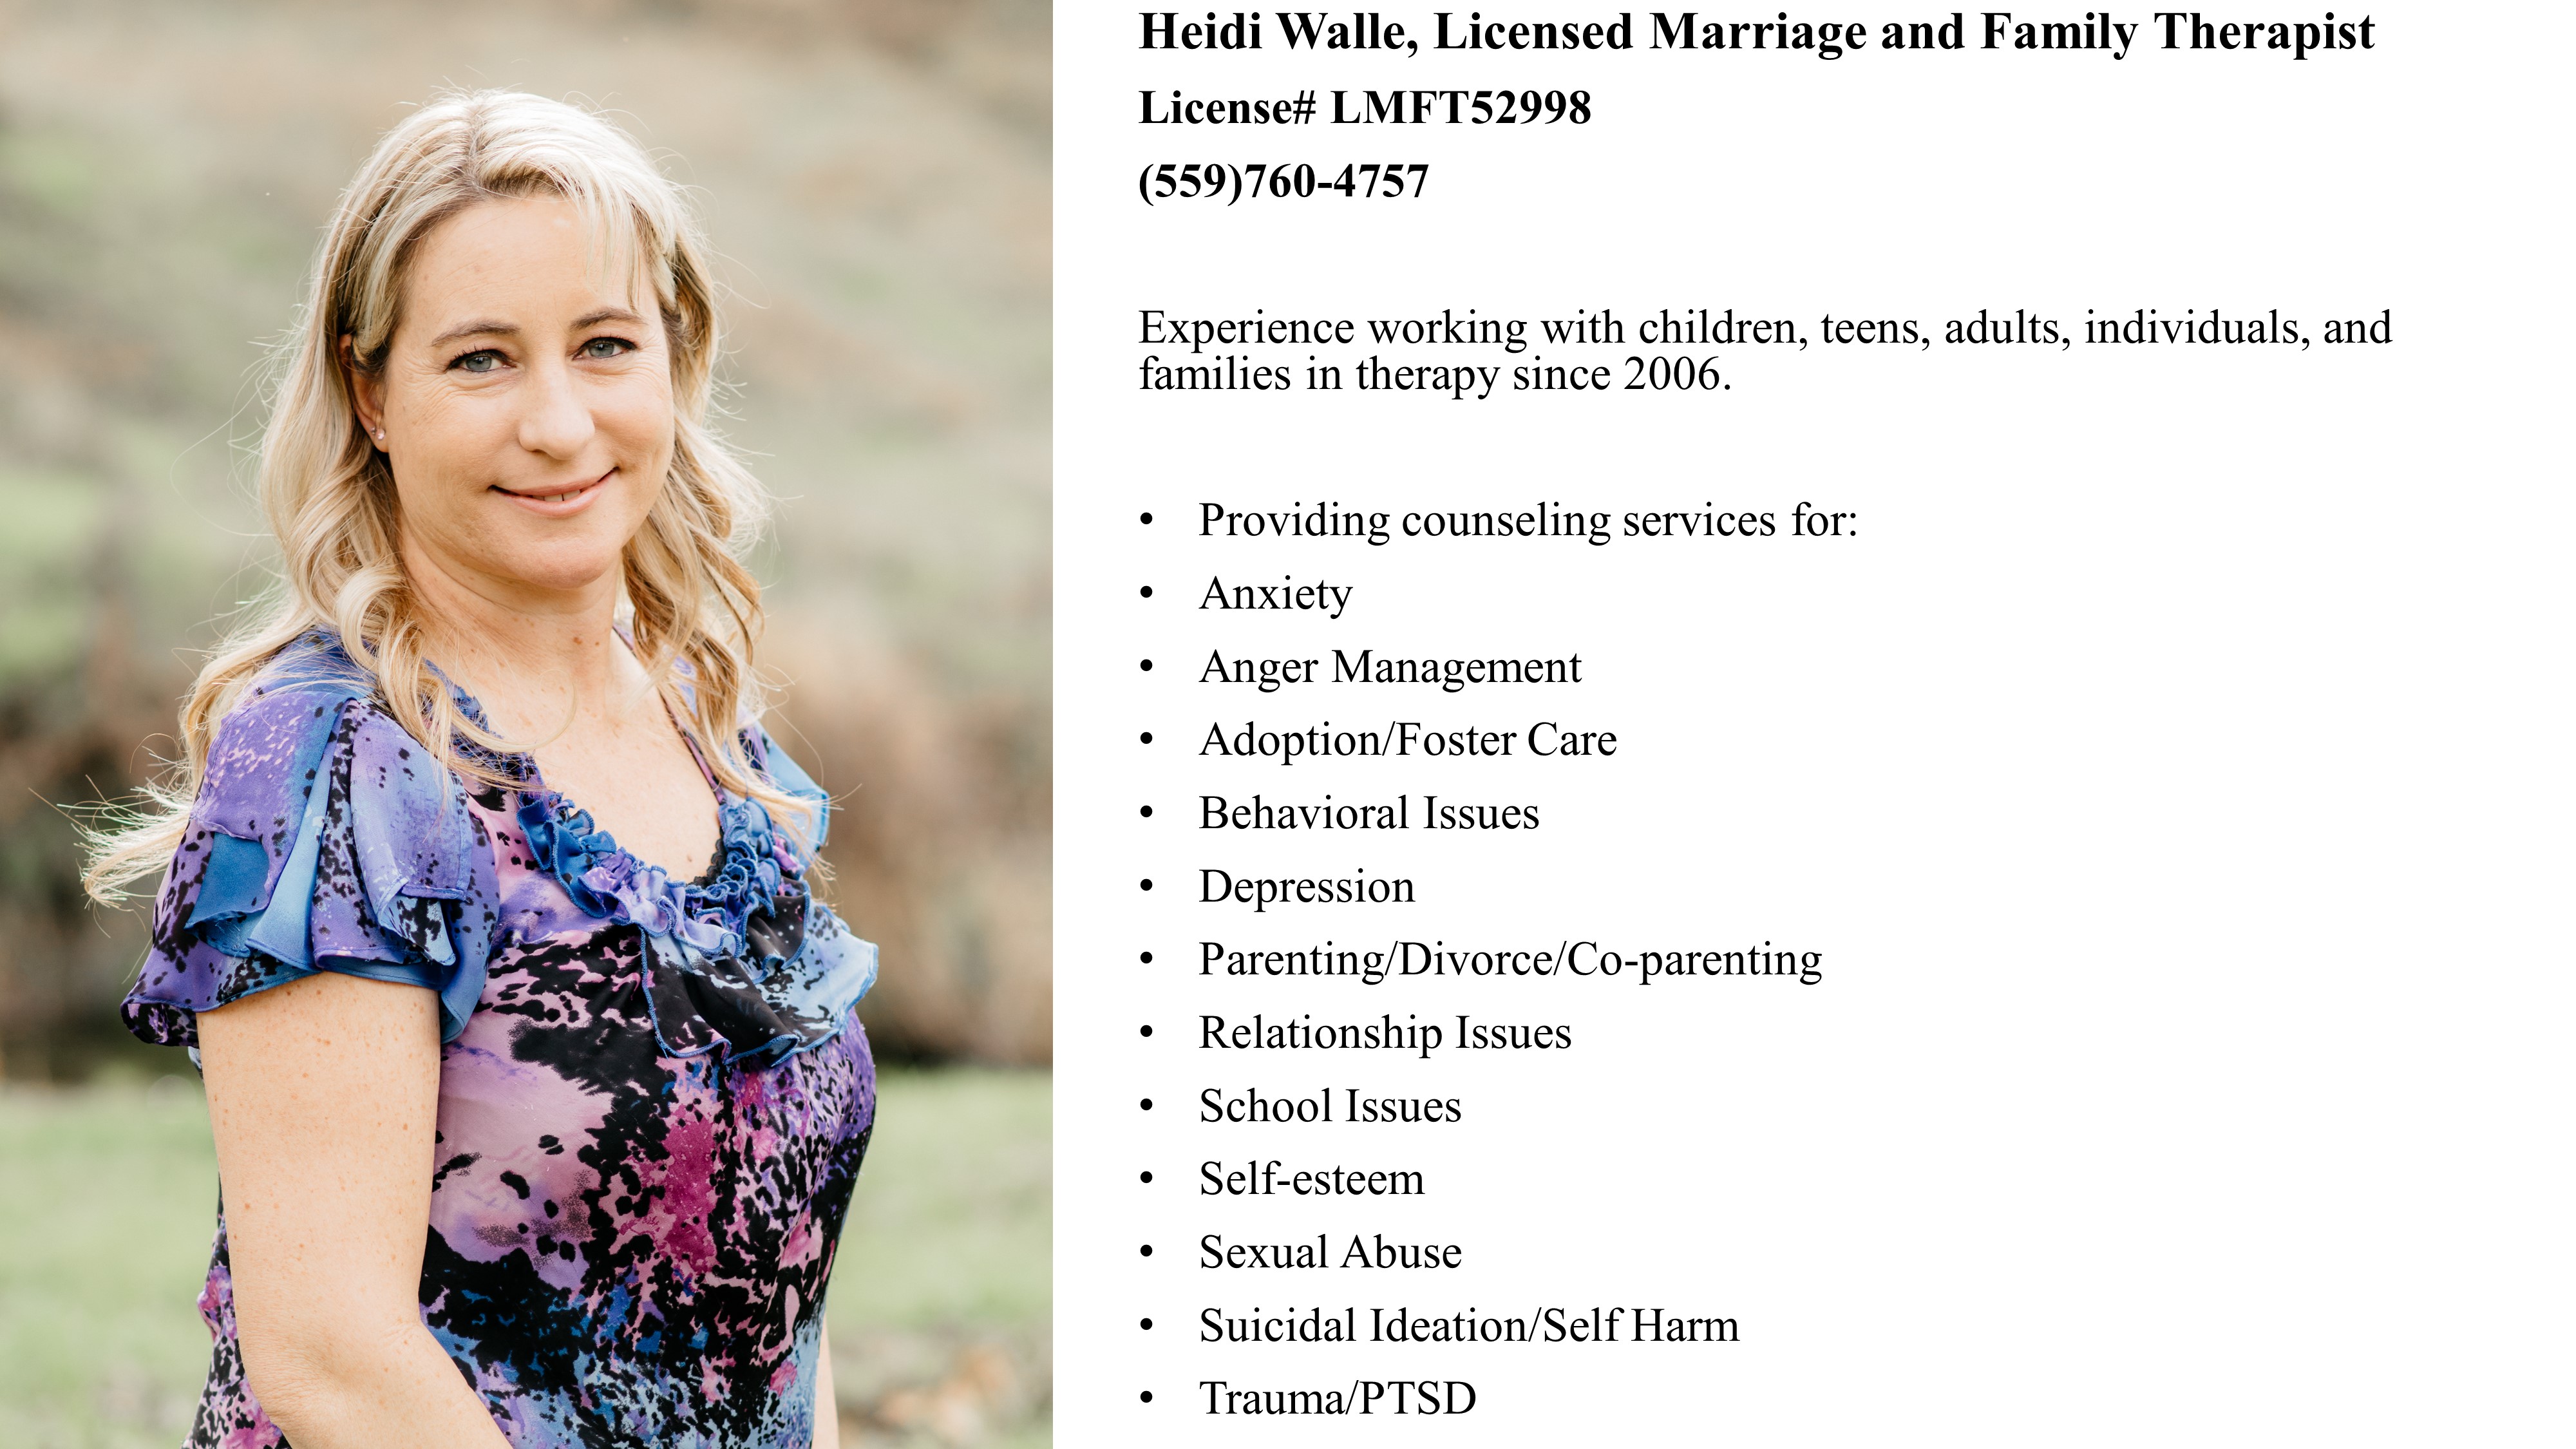 Heidi Walle, Licensed Marriage and Family Therapist
License# LMFT52998
(559)760-4757
Experience working with children, teens, adults, individuals, and
families in therapy since 2006.
• Providing counseling services for:
• Anxiety
• Anger Management
• Adoption/Foster Care
• Behavioral Issues
• Depression
• Parenting/Divorce/Co-parenting
• Relationship Issues
• School Issues
• Self-esteem
• Sexual Abuse
• Suicidal Ideation/Self Harm
• Trauma/PTSD